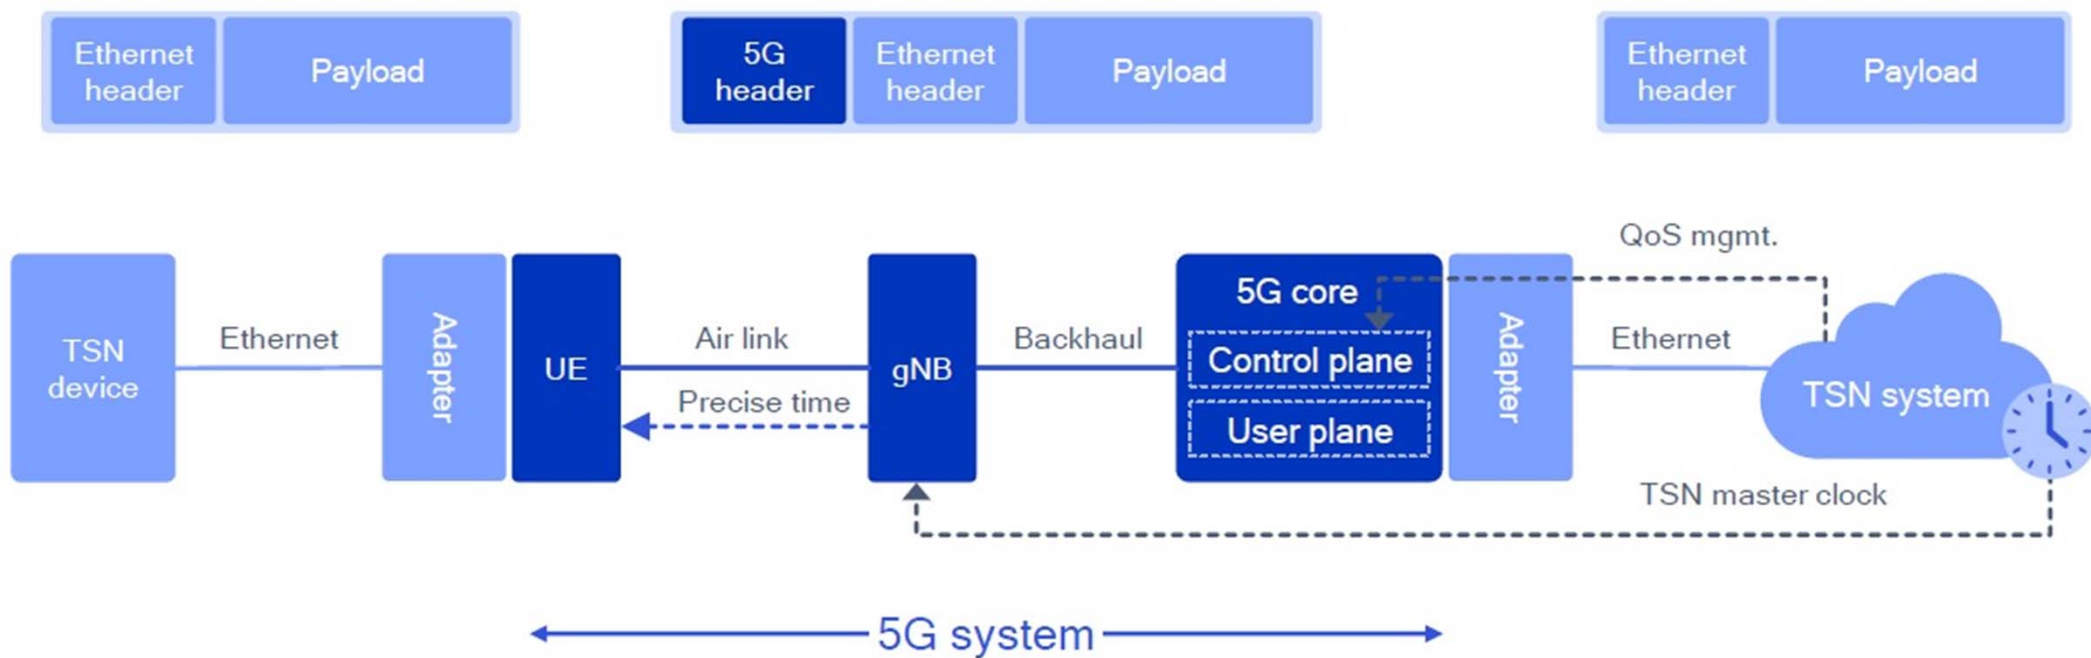 Ethernet
header
Payload
5G
header
Ethernet
header
Payload
Ethernet
header
Payload
QoS mgmt.
TSN
device
Ethernet
Adapter
UE
Air link
Precise time
gNB
Backhaul
5G core
Control plane
User plane
Adapter
Ethernet
TSN system
TSN master clock
5G system